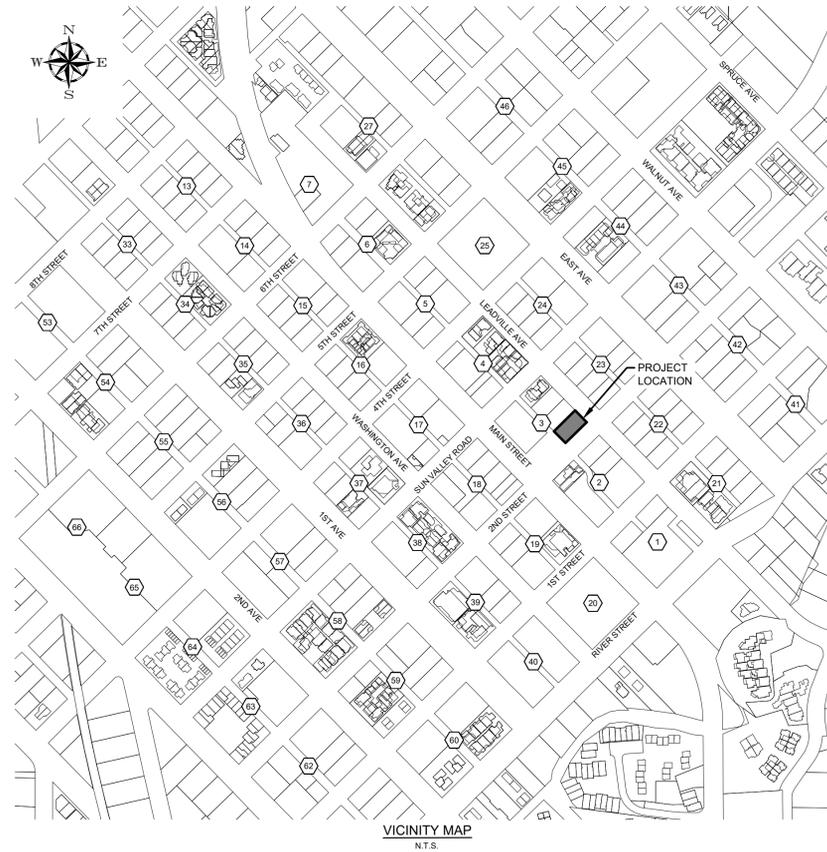 N
W E
S
SPRUCE AVE
46
27
45
WALNUT AVE
7
13
44
6
25
33
14
EAST AVE
8TH STREET
6TH STREET
43
34
7TH STREET
15
5
24
LEADVILLE AVE
53
5TH STREET
42
35
16
4
23
PROJECT
LOCATION
54
4TH STREET
41
36
WASHINGTON AVE
17
3
22
55
MAIN STREET
SUN VALLEY ROAD
37
18
2
21
56
1ST AVE
2ND STREET
66
38
19
1
57
1ST STREET
65
2ND AVE
39
20
58
RIVER STREET
64
40
59
63
60
62
VICINITY MAP
N.T.S.